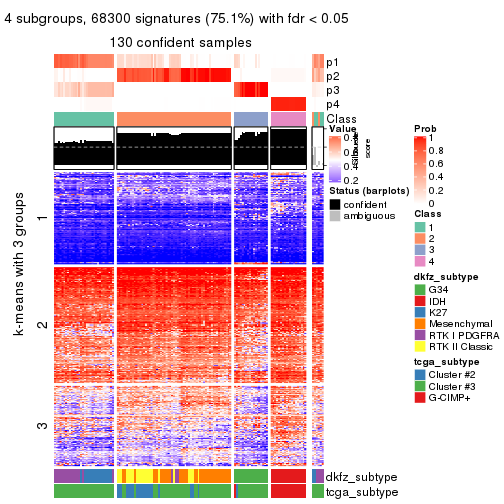 4 subgroups, 68300 signatures (75.1%) with fdr < 0.05
130 confident samples
p1
p2
p3
p4
Class
Value
0.2
score
Status (barplots)
confident
ambiguous
Prob
1
0.8
0.6
0.4
0.2
0
Class
1
2
3
4
dkfz_subtype
G34
IDH
K27
Mesenchymal
RTK I PDGFRA
RTK II Classic
tcga_subtype
Cluster #2
Cluster #3
G-CIMP+
k-means with 3 groups
1
2
3
dkfz_subtype
tcga_subtype